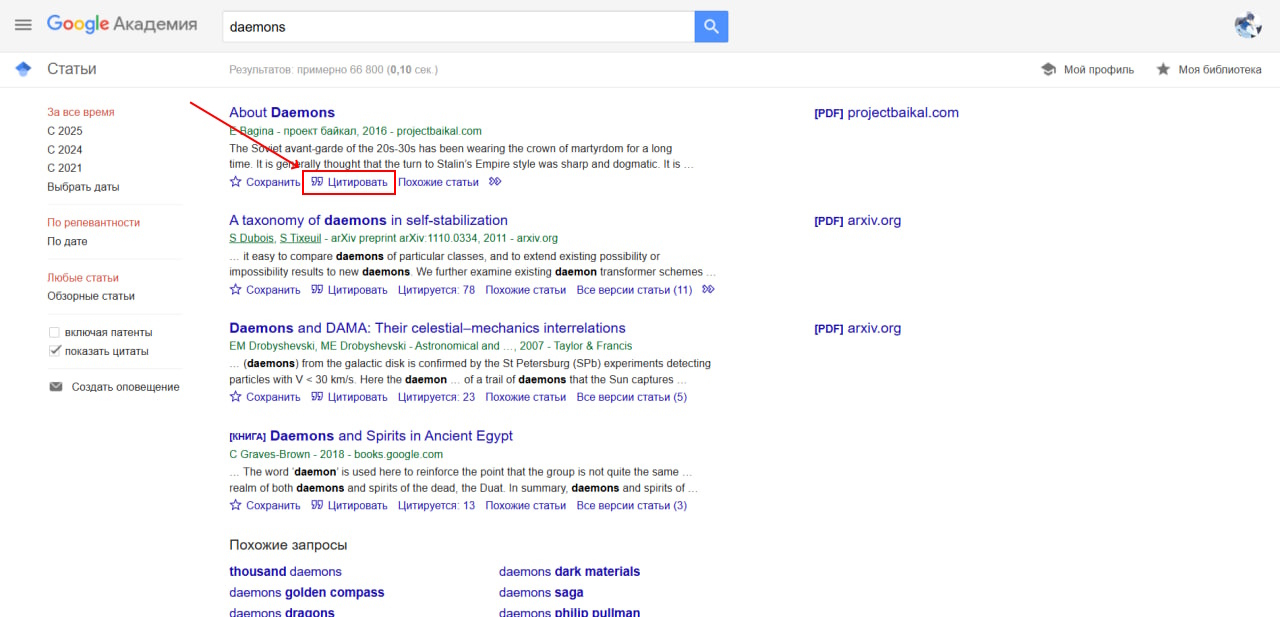 Google Академия
daemons
Статьи
Результатов: примерно 66 800 (0,10 сек.)
Мой профиль
Моя библиотека
За все время
С 2025
С 2024
С 2021
Выбрать даты
По релевантности
По дате
Любые статьи
Обзорные статьи
включая патенты
показать цитаты
Создать оповещение
About Daemons
E Bagina - проект байкал, 2016 - projectbaikal.com
The Soviet avant-garde of the 20s-30s has been wearing the crown of martyrdom for a long
time. It is generally thought that the turn to Stalin's Empire style was sharp and dogmatic. It is ...
Сохранить Цитировать Похожие статьи
[PDF] projectbaikal.com
A taxonomy of daemons in self-stabilization
S Dubois, S Tixeuil - arXiv preprint arXiv:1110.0334, 2011 - arxiv.org
... it easy to compare daemons of particular classes, and to extend existing possibility or
impossibility results to new daemons. We further examine existing daemon transformer schemes ...
Сохранить Цитировать Цитируется: 78 Похожие статьи Все версии статьи (11)
[PDF] arxiv.org
Daemons and DAMA: Their celestial–mechanics interrelations
EM Drobyshevski, ME Drobyshevski - Astronomical and ..., 2007 - Taylor & Francis
... (daemons) from the galactic disk is confirmed by the St Petersburg (SPb) experiments detecting
particles with V < 30 km/s. Here the daemon ... of a trail of daemons that the Sun captures ...
Сохранить Цитировать Цитируется: 23 Похожие статьи Все версии статьи (5)
[PDF] arxiv.org
[КНИГА] Daemons and Spirits in Ancient Egypt
C Graves-Brown - 2018 - books.google.com
... The word 'daemon' is used here to reinforce the point that the group is not quite the same ...
realm of both daemons and spirits of the dead, the Duat. In summary, daemons and spirits of ...
Сохранить Цитировать Цитируется: 13 Похожие статьи Все версии статьи (3)
Похожие запросы
thousand daemons
daemons dark materials
daemons golden compass
daemons saga
daemons dragons
daemons philip pullman